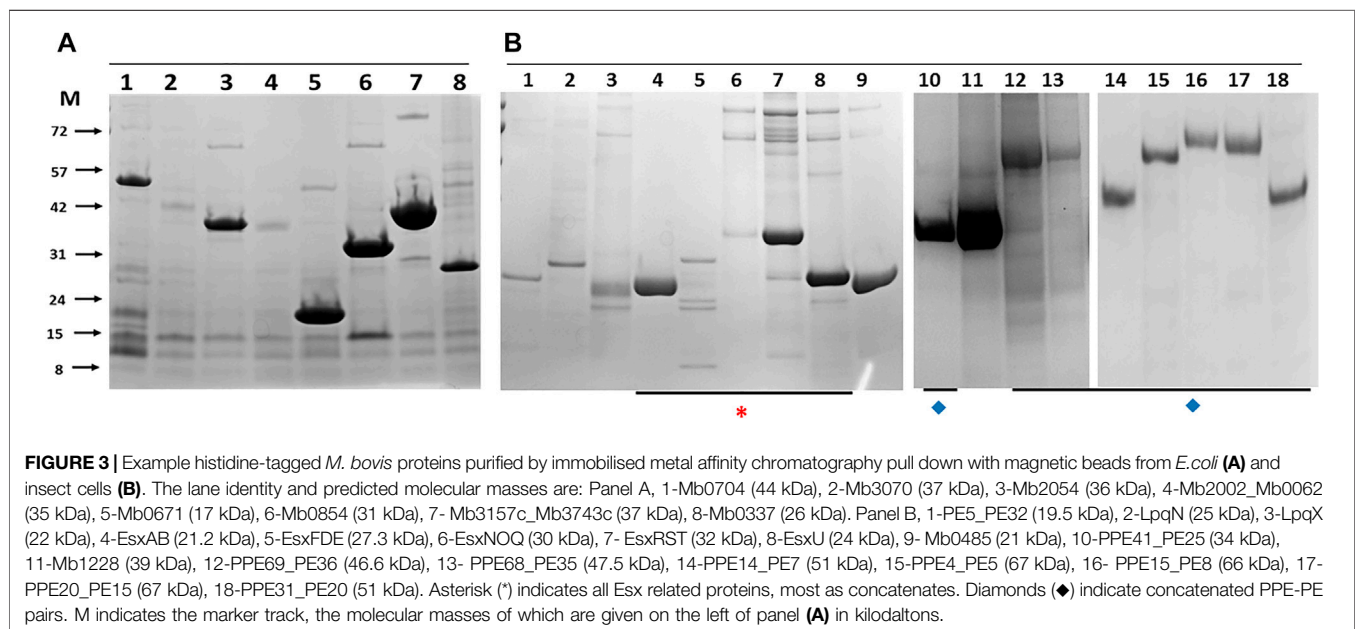 A
B
1 2 3 4 5 6 7 8
1 2 3 4 5 6 7 8 9 10 11 12 13 14 15 16 17 18
M
72
57
42
31
24
15
8
*
◆ ◆
FIGURE 3 | Example histidine-tagged M. bovis proteins purified by immobilised metal affinity chromatography pull down with magnetic beads from E.coli (A) and
insect cells (B). The lane identity and predicted molecular masses are: Panel A, 1-Mb0704 (44 kDa), 2-Mb3070 (37 kDa), 3-Mb2054 (36 kDa), 4-Mb2002_Mb0062
(35 kDa), 5-Mb0671 (17 kDa), 6-Mb0854 (31 kDa), 7- Mb3157c_Mb3743c (37 kDa), 8-Mb0337 (26 kDa). Panel B, 1-PE5_PE32 (19.5 kDa), 2-LpqN (25 kDa), 3-LpqX
(22 kDa), 4-EsxAB (21.2 kDa), 5-EsxFDE (27.3 kDa), 6-EsxNOQ (30 kDa), 7- EsxRST (32 kDa), 8-EsxU (24 kDa), 9- Mb0485 (21 kDa), 10-PPE41_PE25 (34 kDa),
11-Mb1228 (39 kDa), 12-PPE69_PE36 (46.6 kDa), 13- PPE68_PE35 (47.5 kDa), 14-PPE14_PE7 (51 kDa), 15-PPE4_PE5 (67 kDa), 16- PPE15_PE8 (66 kDa), 17-
PPE20_PE15 (67 kDa), 18-PPE31_PE20 (51 kDa). Asterisk (*) indicates all Esx related proteins, most as concatenates. Diamonds (◆) indicate concatenated PPE-PE
pairs. M indicates the marker track, the molecular masses of which are given on the left of panel (A) in kilodaltons.